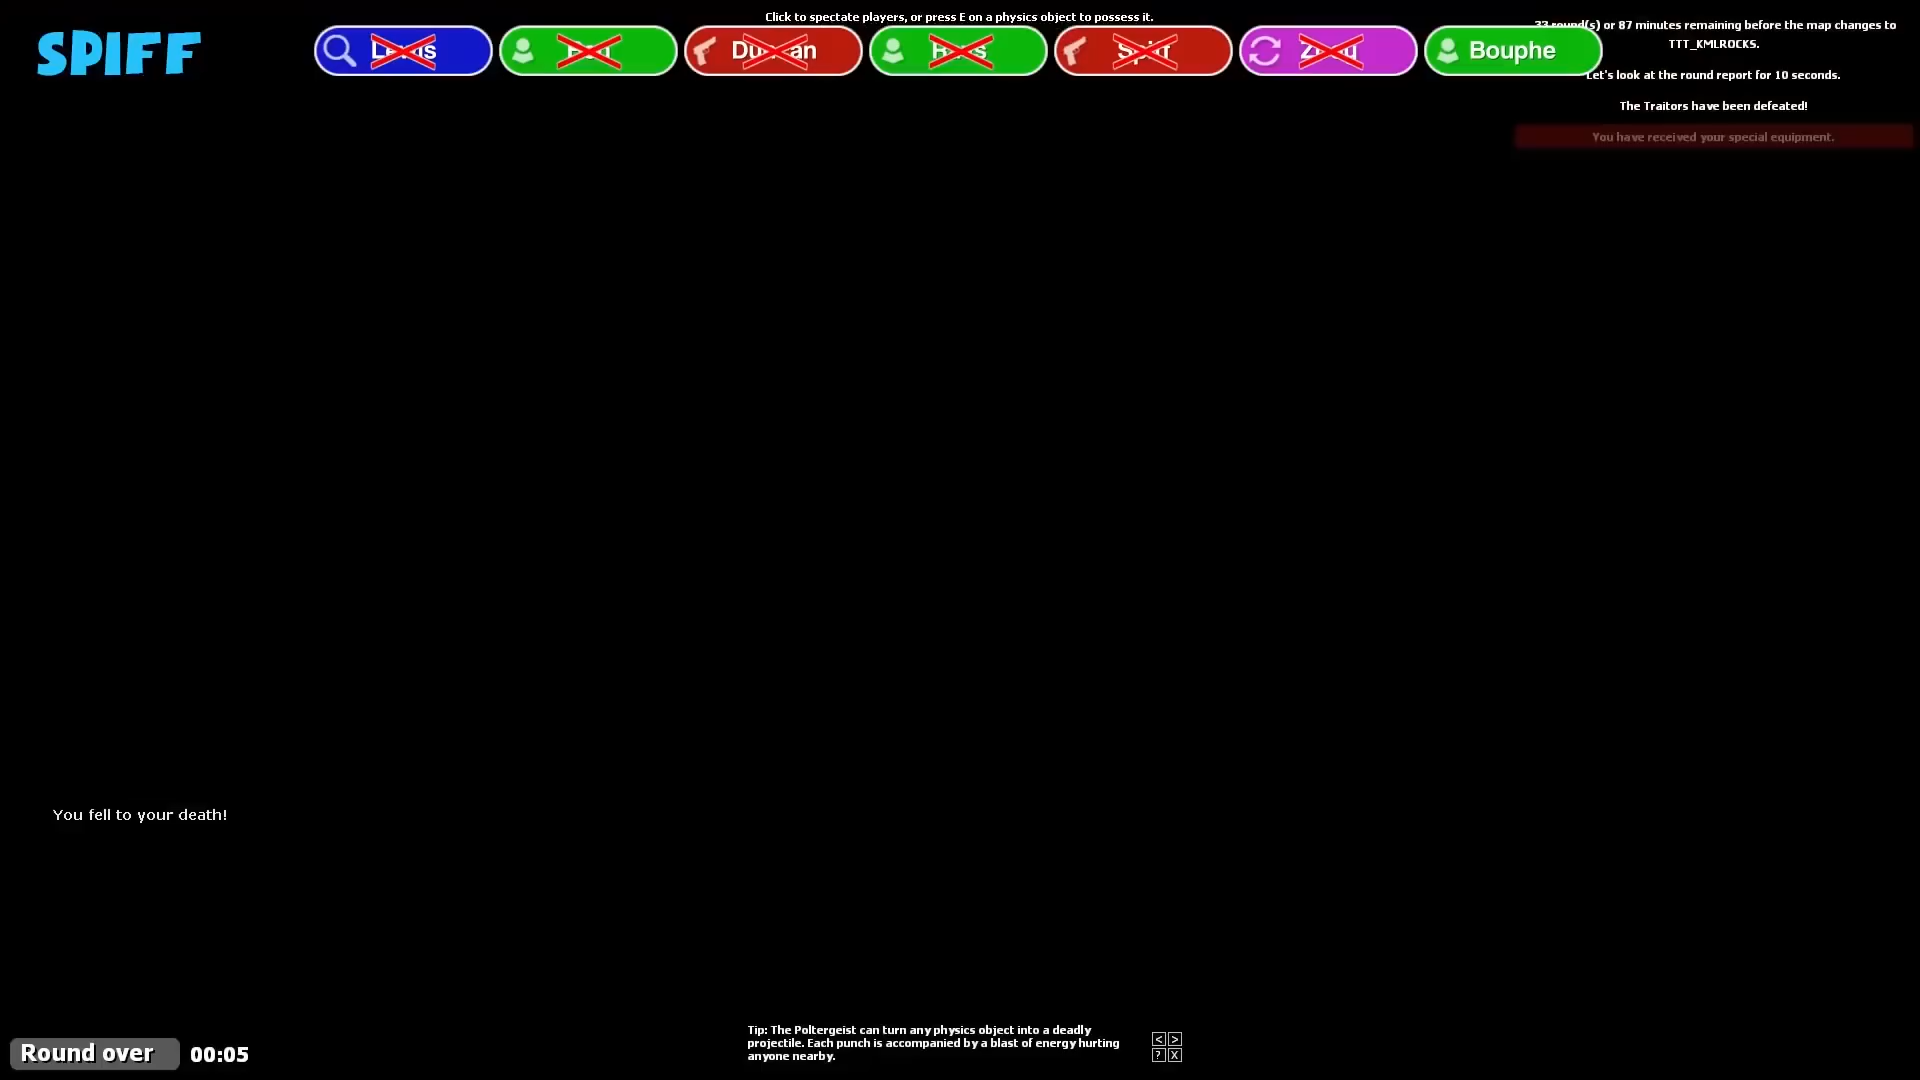 Click to spectate players, or press E on a physics object to possess it.
SPIFF
Duncan
Bouphe
round(s) or 87 minutes remaining before the map changes to
TTT_KMLROCKS.
Let's look at the round report for 10 seconds.
The Traitors have been defeated!
You have received your special equipment.
You fell to your death!
Tip: The Poltergeist can turn any physics object into a deadly
projectile. Each punch is accompanied by a blast of energy hurting
anyone nearby.
< >
? X
Round over 00:05